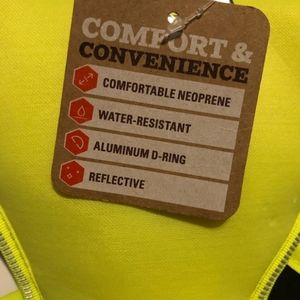 COMFORT &
CONVENIENCE
COMFORTABLE NEOPRENE
WATER-RESISTANT
ALUMINUM D-RING
REFLECTIVE